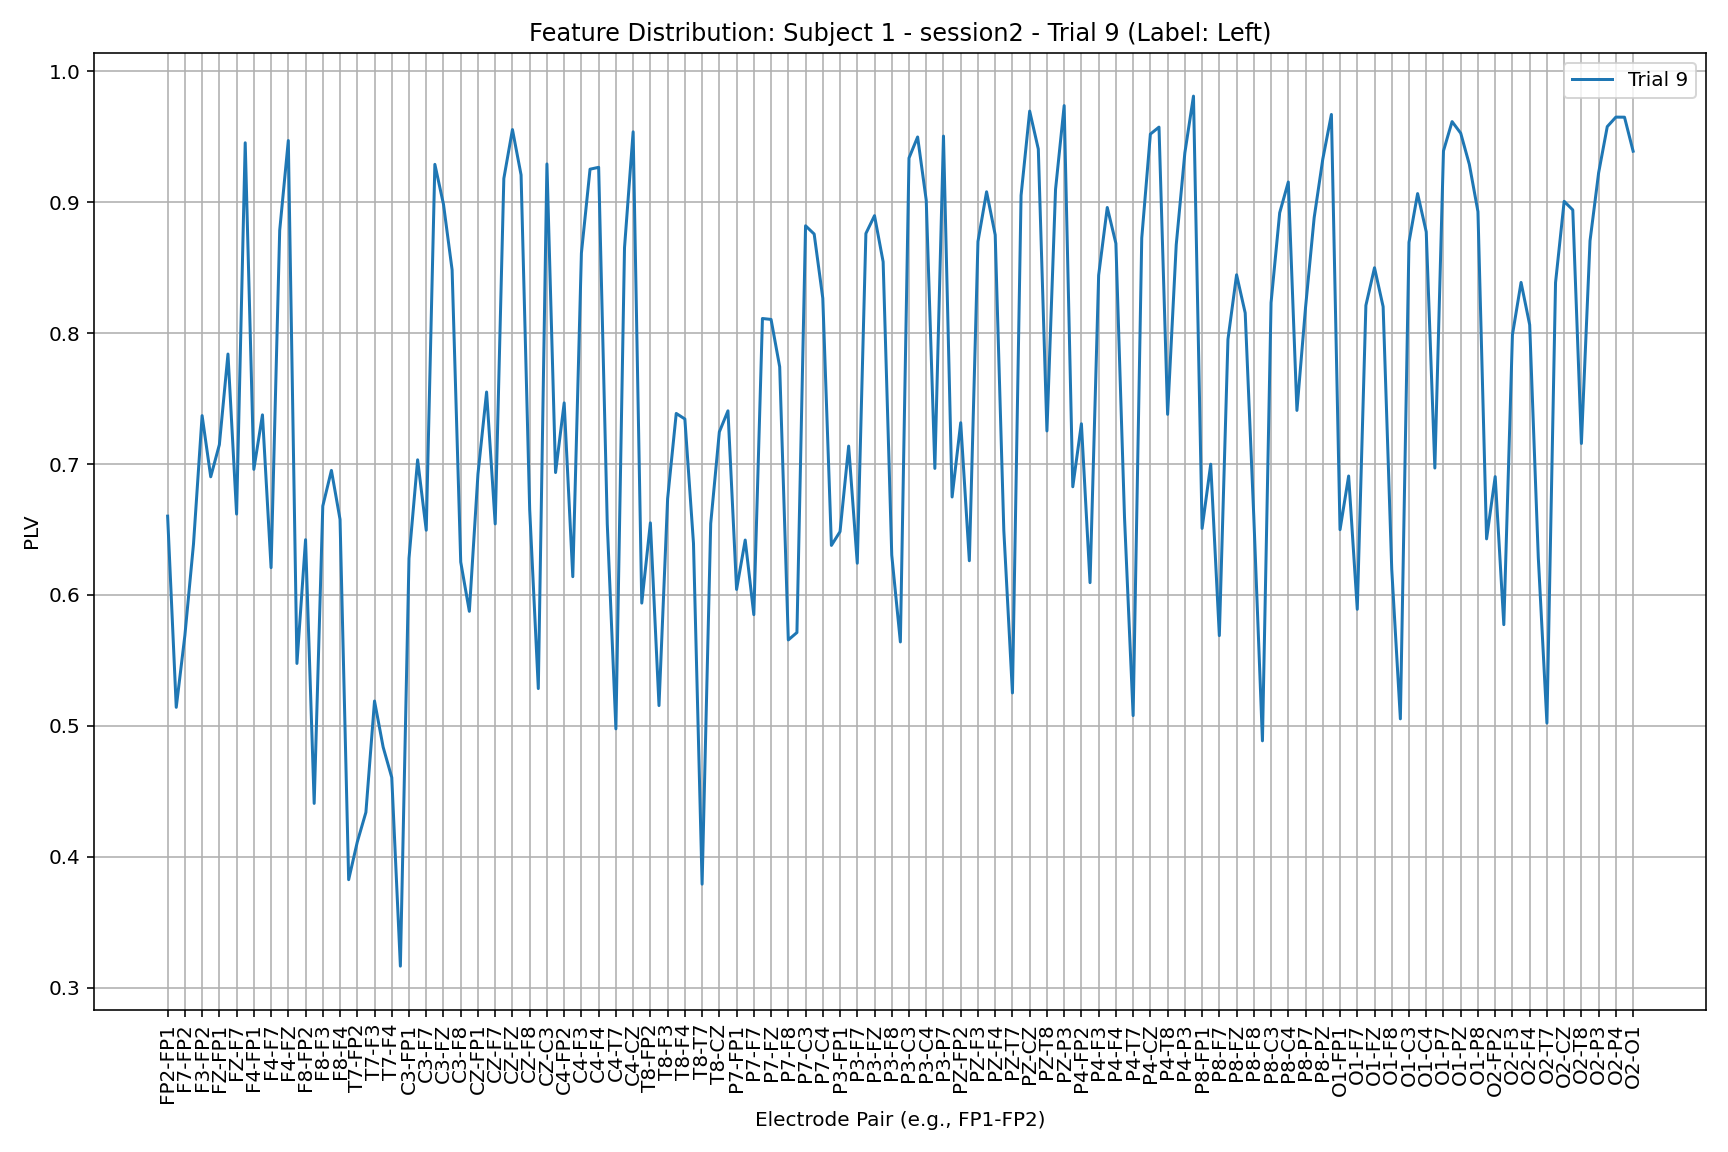 Feature Distribution: Subject 1 - session2 - Trial 9 (Label: Left)
Trial 9
1.0
0.9
0.8
0.7
0.6
0.5
0.4
0.3
PLV
FP2-FP1
F7-FP2
F3-FP2
FZ-FP1
FZ-F7
F4-FP1
F4-F7
F4-FZ
F8-FP2
F8-F3
F8-F4
T7-FP2
T7-F3
T7-F4
C3-FP1
C3-F7
C3-FZ
C3-F8
CZ-FP1
CZ-F7
CZ-FZ
CZ-F8
CZ-C3
C4-FP2
C4-F3
C4-F4
C4-T7
C4-CZ
T8-FP2
T8-F3
T8-F4
T8-T7
T8-CZ
P7-FP1
P7-F7
P7-FZ
P7-F8
P7-C3
P7-C4
P3-FP1
P3-F7
P3-FZ
P3-F8
P3-C3
P3-C4
P3-P7
PZ-FP2
PZ-F3
PZ-F4
PZ-T7
PZ-CZ
PZ-T8
PZ-P3
P4-FP2
P4-F3
P4-F4
P4-T7
P4-CZ
P4-T8
P4-P3
P8-FP1
P8-F7
P8-FZ
P8-F8
P8-C3
P8-C4
P8-P7
P8-PZ
O1-FP1
O1-F7
O1-FZ
O1-F8
O1-C3
O1-C4
O1-P7
O1-PZ
O1-P8
O2-FP2
O2-F3
O2-F4
O2-T7
O2-CZ
O2-T8
O2-P3
O2-P4
O2-O1
Electrode Pair (e.g., FP1-FP2)